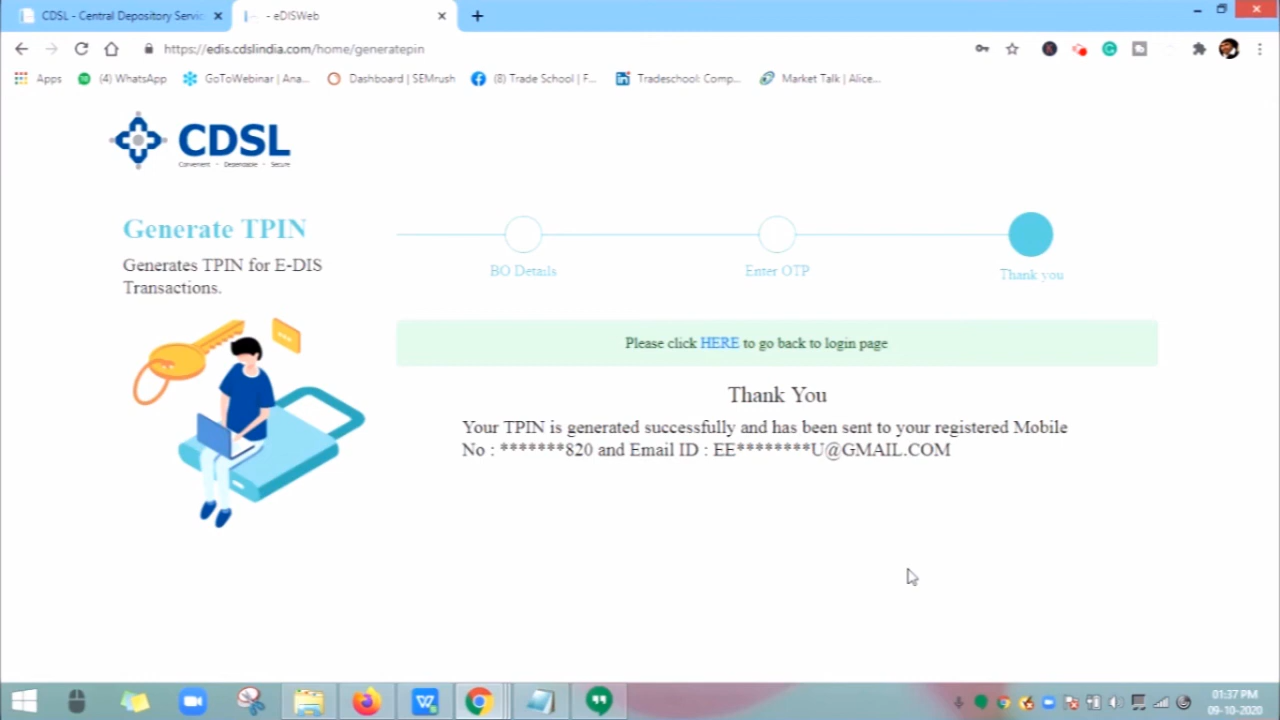 CDSL - Central Depository Servic
- eDISWeb
https://edis.cdslindia.com/home/generatepin
Apps
(4) WhatsApp
GoToWebinar | Ana...
Dashboard | SEMrush
(8) Trade School | F...
Tradeschool: Comp...
Market Talk | Alice...
CDSL
Convenient - Dependable - Secure
Generate TPIN
Generates TPIN for E-DIS
Transactions.
BO Details
Enter OTP
Thank you
Please click HERE to go back to login page
Thank You
Your TPIN is generated successfully and has been sent to your registered Mobile
No : *******820 and Email ID : EE********U@GMAIL.COM
01:37 PM
09-10-2020